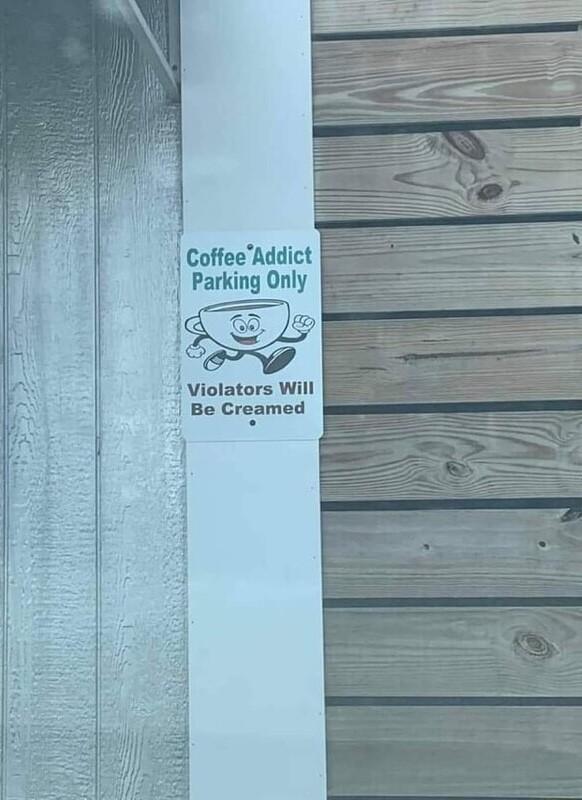 Coffee Addict
Parking Only
Violators Will
Be Creamed